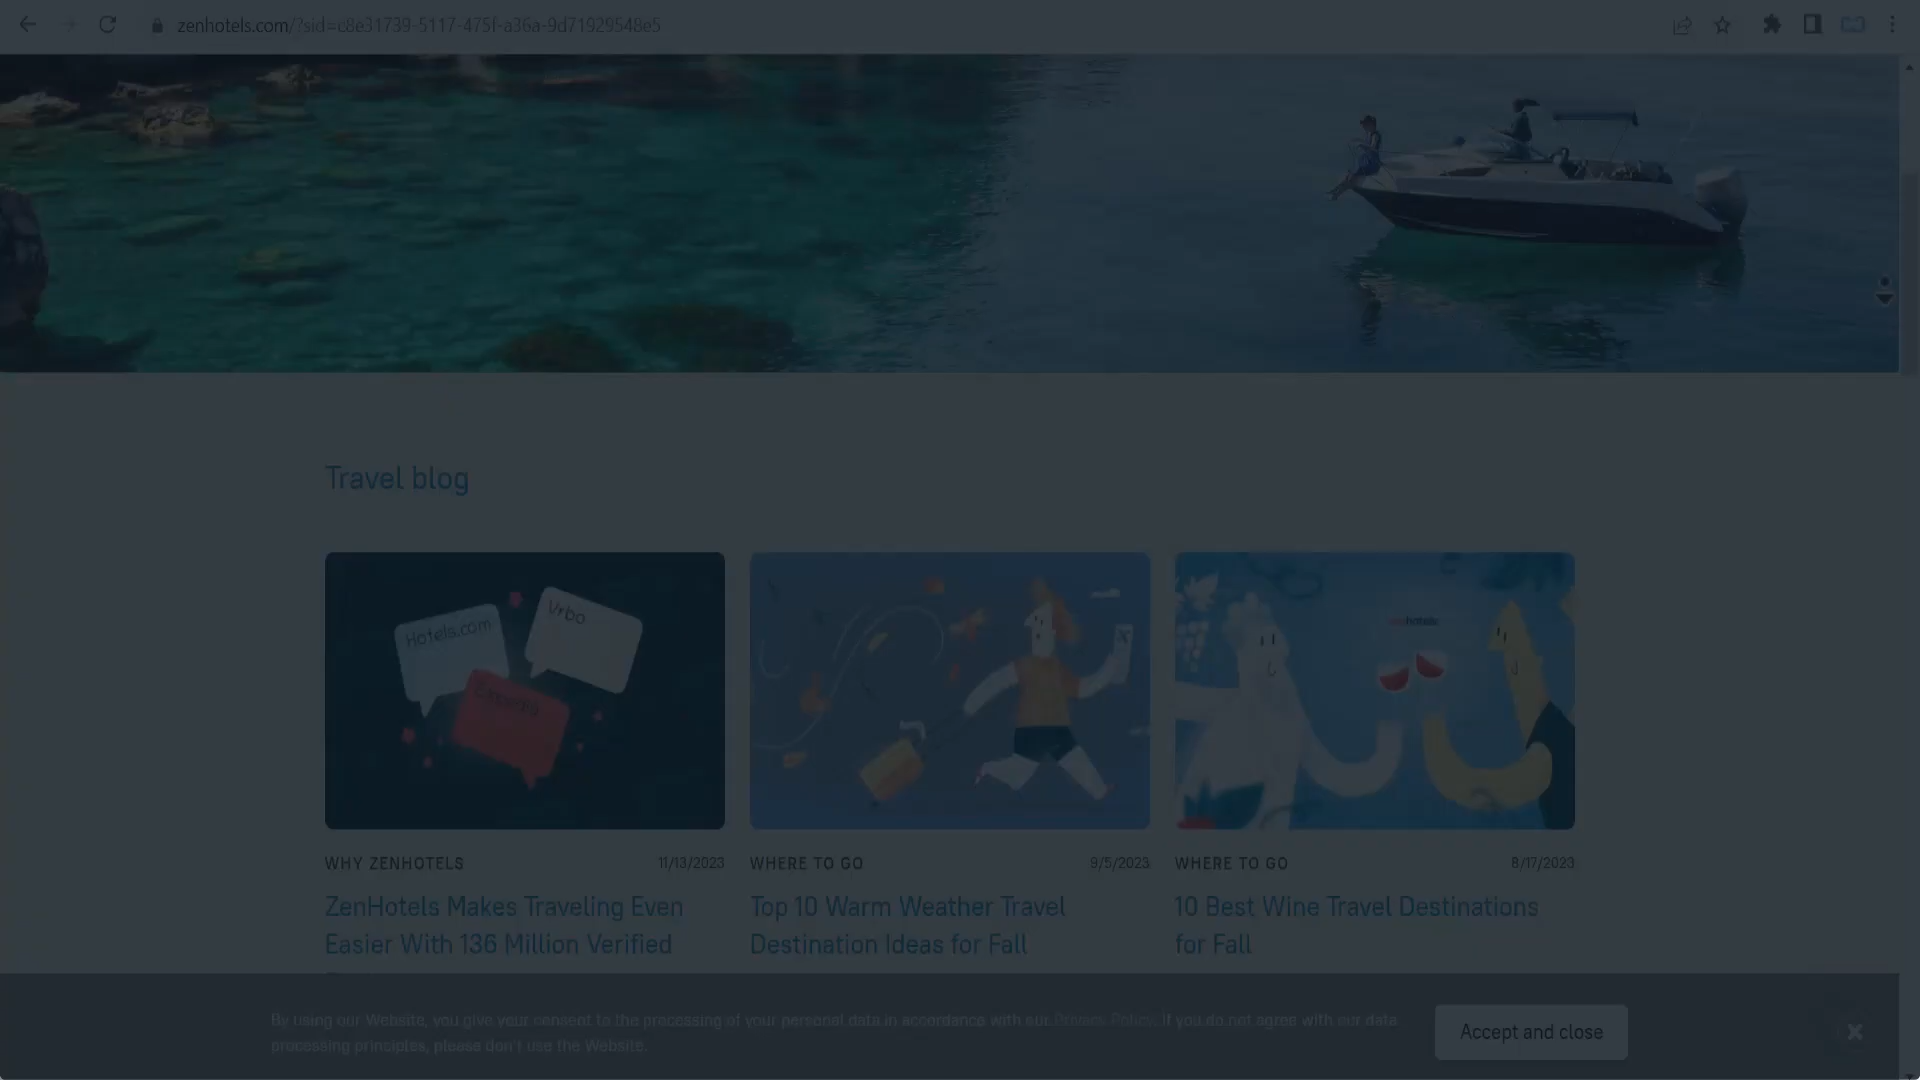 zenhotels.com/?sid=c8e31739-5117-475f-a36a-9d71929548e5
Travel blog
Hotels.com
Vrbo
Expedia
zenhotels
WHY ZENHOTELS 11/13/2023
ZenHotels Makes Traveling Even
Easier With 136 Million Verified
WHERE TO GO 9/5/2023
Top 10 Warm Weather Travel
Destination Ideas for Fall
WHERE TO GO 8/17/2023
10 Best Wine Travel Destinations
for Fall
By using our Website, you give your consent to the processing of your personal data in accordance with our Privacy Policy. If you do not agree with our data
processing principles, please don't use the Website.
Accept and close